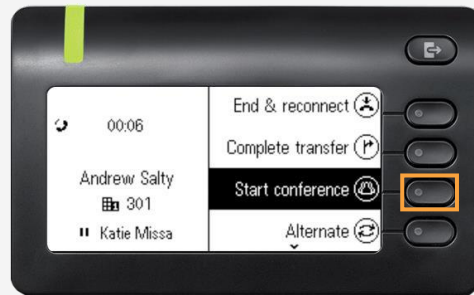 00:06
Andrew Salty
301
Katie Missa
End & reconnect
Complete transfer
Start conference
Alternate